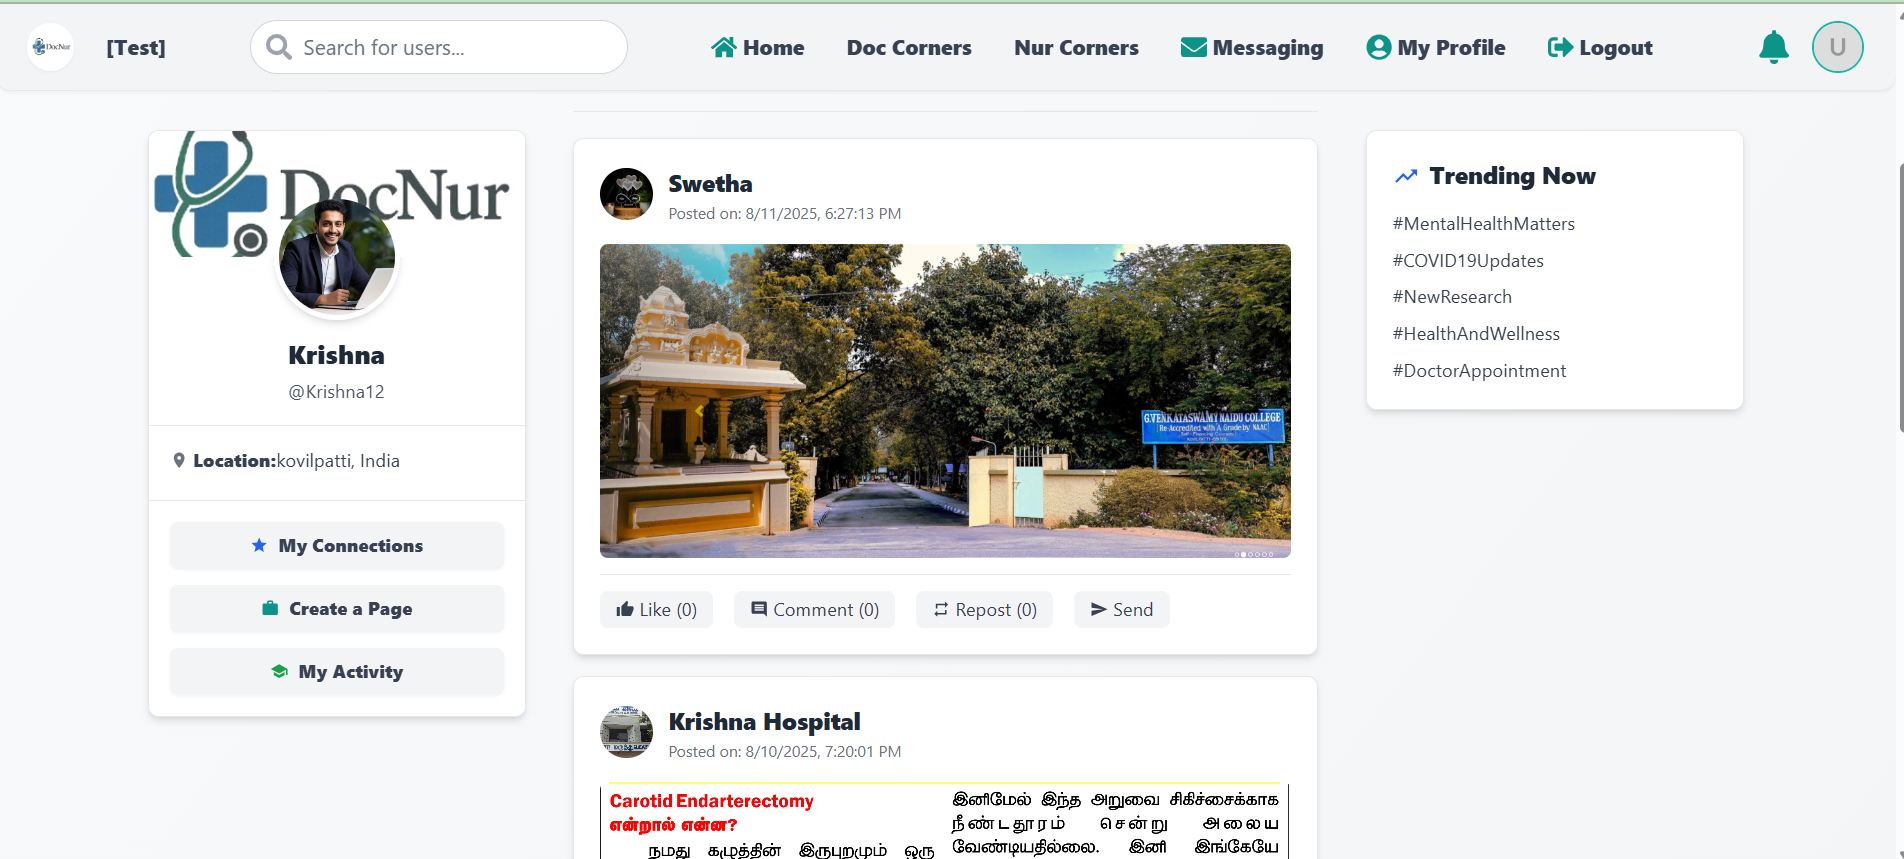 DocNur
[Test]
Search for users...
Home
Doc Corners
Nur Corners
Messaging
My Profile
Logout
U
DocNur
Krishna
@Krishna12
Location:kovilpatti, India
My Connections
Create a Page
My Activity
Swetha
Posted on: 8/11/2025, 6:27:13 PM
G.VENKATASWAMY NAIDU COLLEGE
[Re-Accredited with A Grade by NAAC]
Like (0)
Comment (0)
Repost (0)
Send
Krishna Hospital
Posted on: 8/10/2025, 7:20:01 PM
Carotid Endarterectomy
என்றால் என்ன?
நமது கழுத்தின் இருபுறமும் ஒரு
இனிமேல் இந்த அறுவை சிகிச்சைக்காக
நீண்டதூரம் சென்று அலைய
வேண்டியதில்லை. இனி இங்கேயே
Trending Now
#MentalHealthMatters
#COVID19Updates
#NewResearch
#HealthAndWellness
#DoctorAppointment